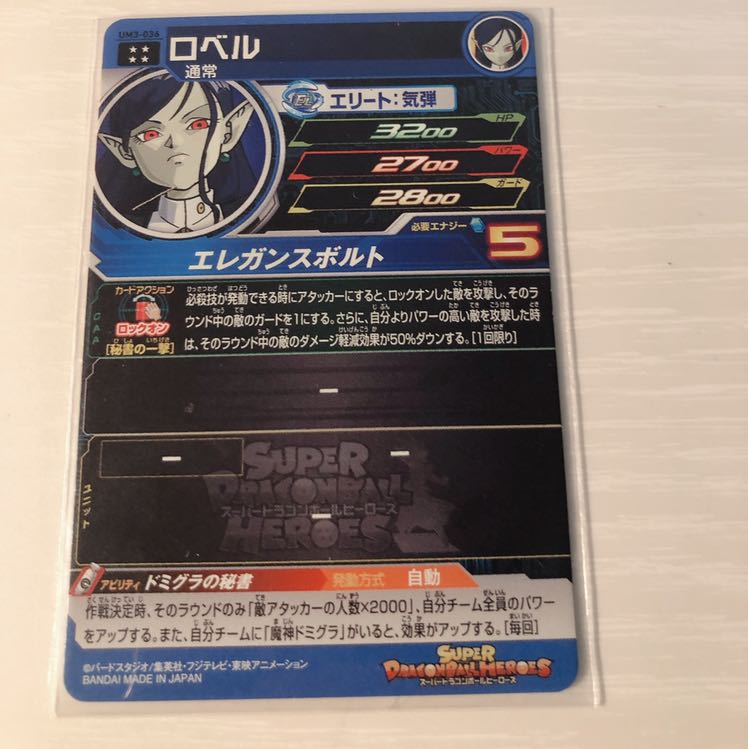 UM3-036
ロベル
通常
エリート:気弾
HP
3200
パワー
2700
ガード
2800
必要エナジー
5
エレガンスボルト
CAA
カードアクション
ロックオン
[秘書の一撃]
必殺技が発動できる時にアタッカーにすると、ロックオンした敵を攻撃し、そのラ
ウンド中の敵のガードを1にする。さらに、自分よりパワーの高い敵を攻撃した時
は、そのラウンド中の敵のダメージ軽減効果が50%ダウンする。[1回限り]
ー
ユニット
ー
ー
ー
SUPER
DRAGONBALL
スーパードラゴンボールヒーローズ
HEROES
アビリティ ドミグラの秘書 発動方式 自動
作戦決定時、そのラウンドのみ「敵アタッカーの人数×2000」、自分チーム全員のパワー
をアップする。また、自分チームに「魔神ドミグラ」がいると、効果がアップする。[毎回]
©バードスタジオ/集英社・フジテレビ・東映アニメーション
BANDAI MADE IN JAPAN
SUPER
DRAGONBALL HEROES
スーパードラゴンボールヒーローズ